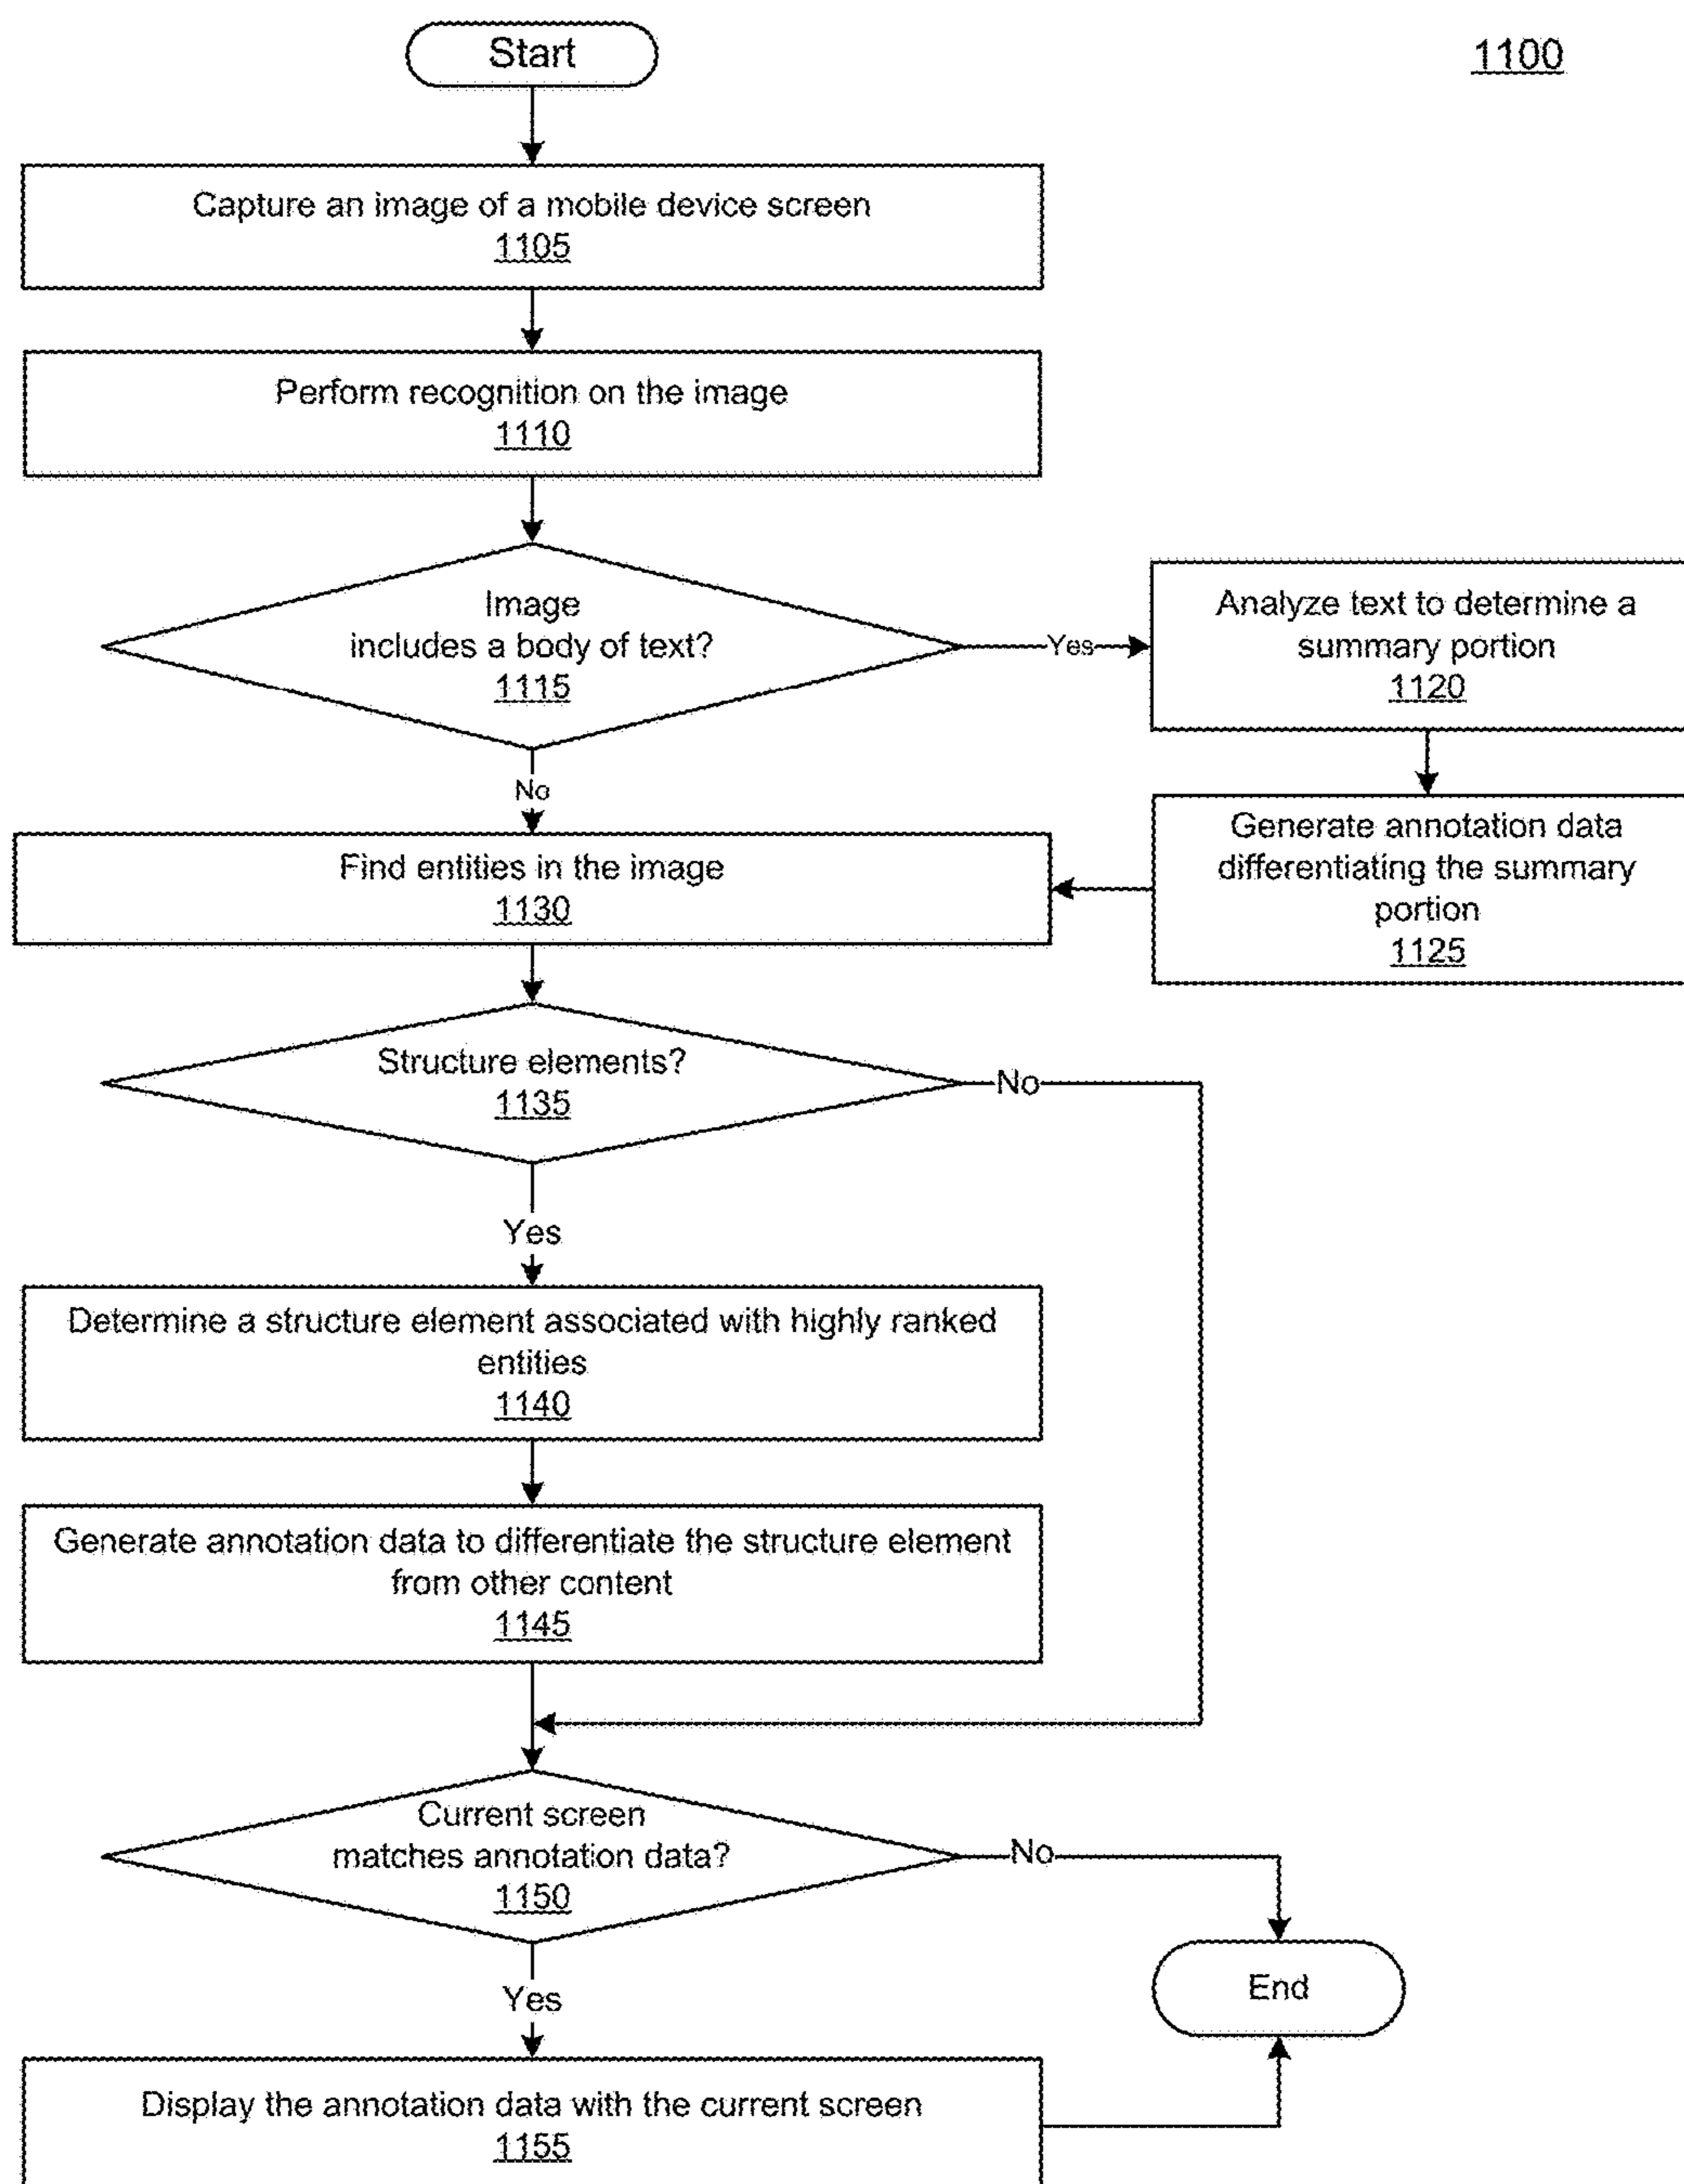 Start
1100
Capture an image of a mobile device screen
1105
Perform recognition on the image
1110
Image
includes a body of text?
1115
Yes
Analyze text to determine a
summary portion
1120
No
Generate annotation data
differentiating the summary
portion
1125
Find entities in the image
1130
Structure elements?
1135
No
Yes
Determine a structure element associated with highly ranked
entities
1140
Generate annotation data to differentiate the structure element
from other content
1145
Current screen
matches annotation data?
1150
No
End
Yes
Display the annotation data with the current screen
1155